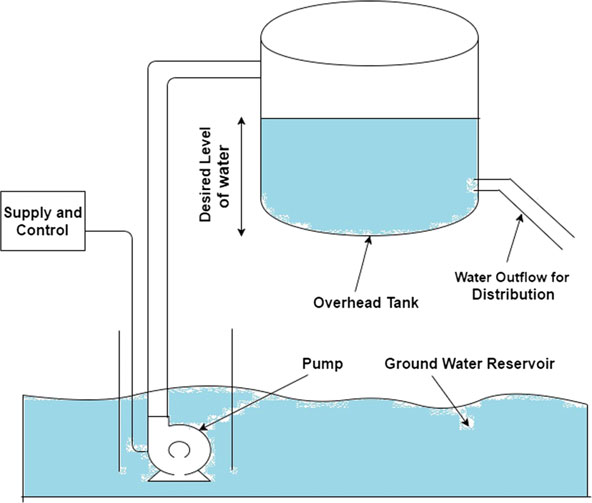 Desired Level
of water
Supply and
Control
Water Outflow for
Distribution
Overhead Tank
Pump
Ground Water Reservoir